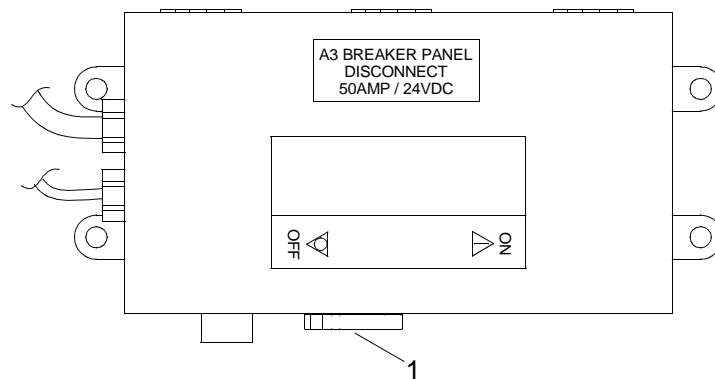 A3 BREAKER PANEL
DISCONNECT
50AMP / 24VDC
OFF
ON
1